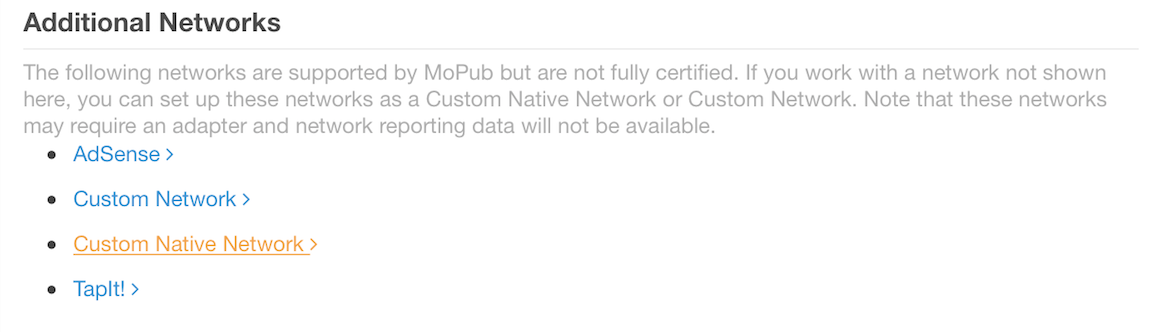 Additional Networks
The following networks are supported by MoPub but are not fully certified. If you work with a network not shown
here, you can set up these networks as a Custom Native Network or Custom Network. Note that these networks
may require an adapter and network reporting data will not be available.
• AdSense >
• Custom Network >
• Custom Native Network >
• TapIt! >